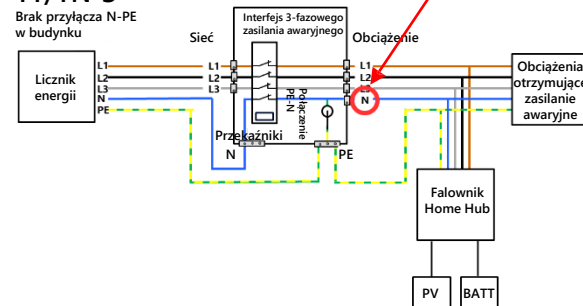 Brak przyłącza N-PE
w budynku
Sieć
Interfejs 3-fazowego
zasilania awaryjnego
Obciążenie
Licznik
energii
L1
L2
L3
N
PE
L1
L2
L3
Połączenie
PE-N
Przekaźniki
N
PE
L1
L2
L3
N
Obciążenia
otrzymujące
zasilanie
awaryjne
Falownik
Home Hub
PV
BATT